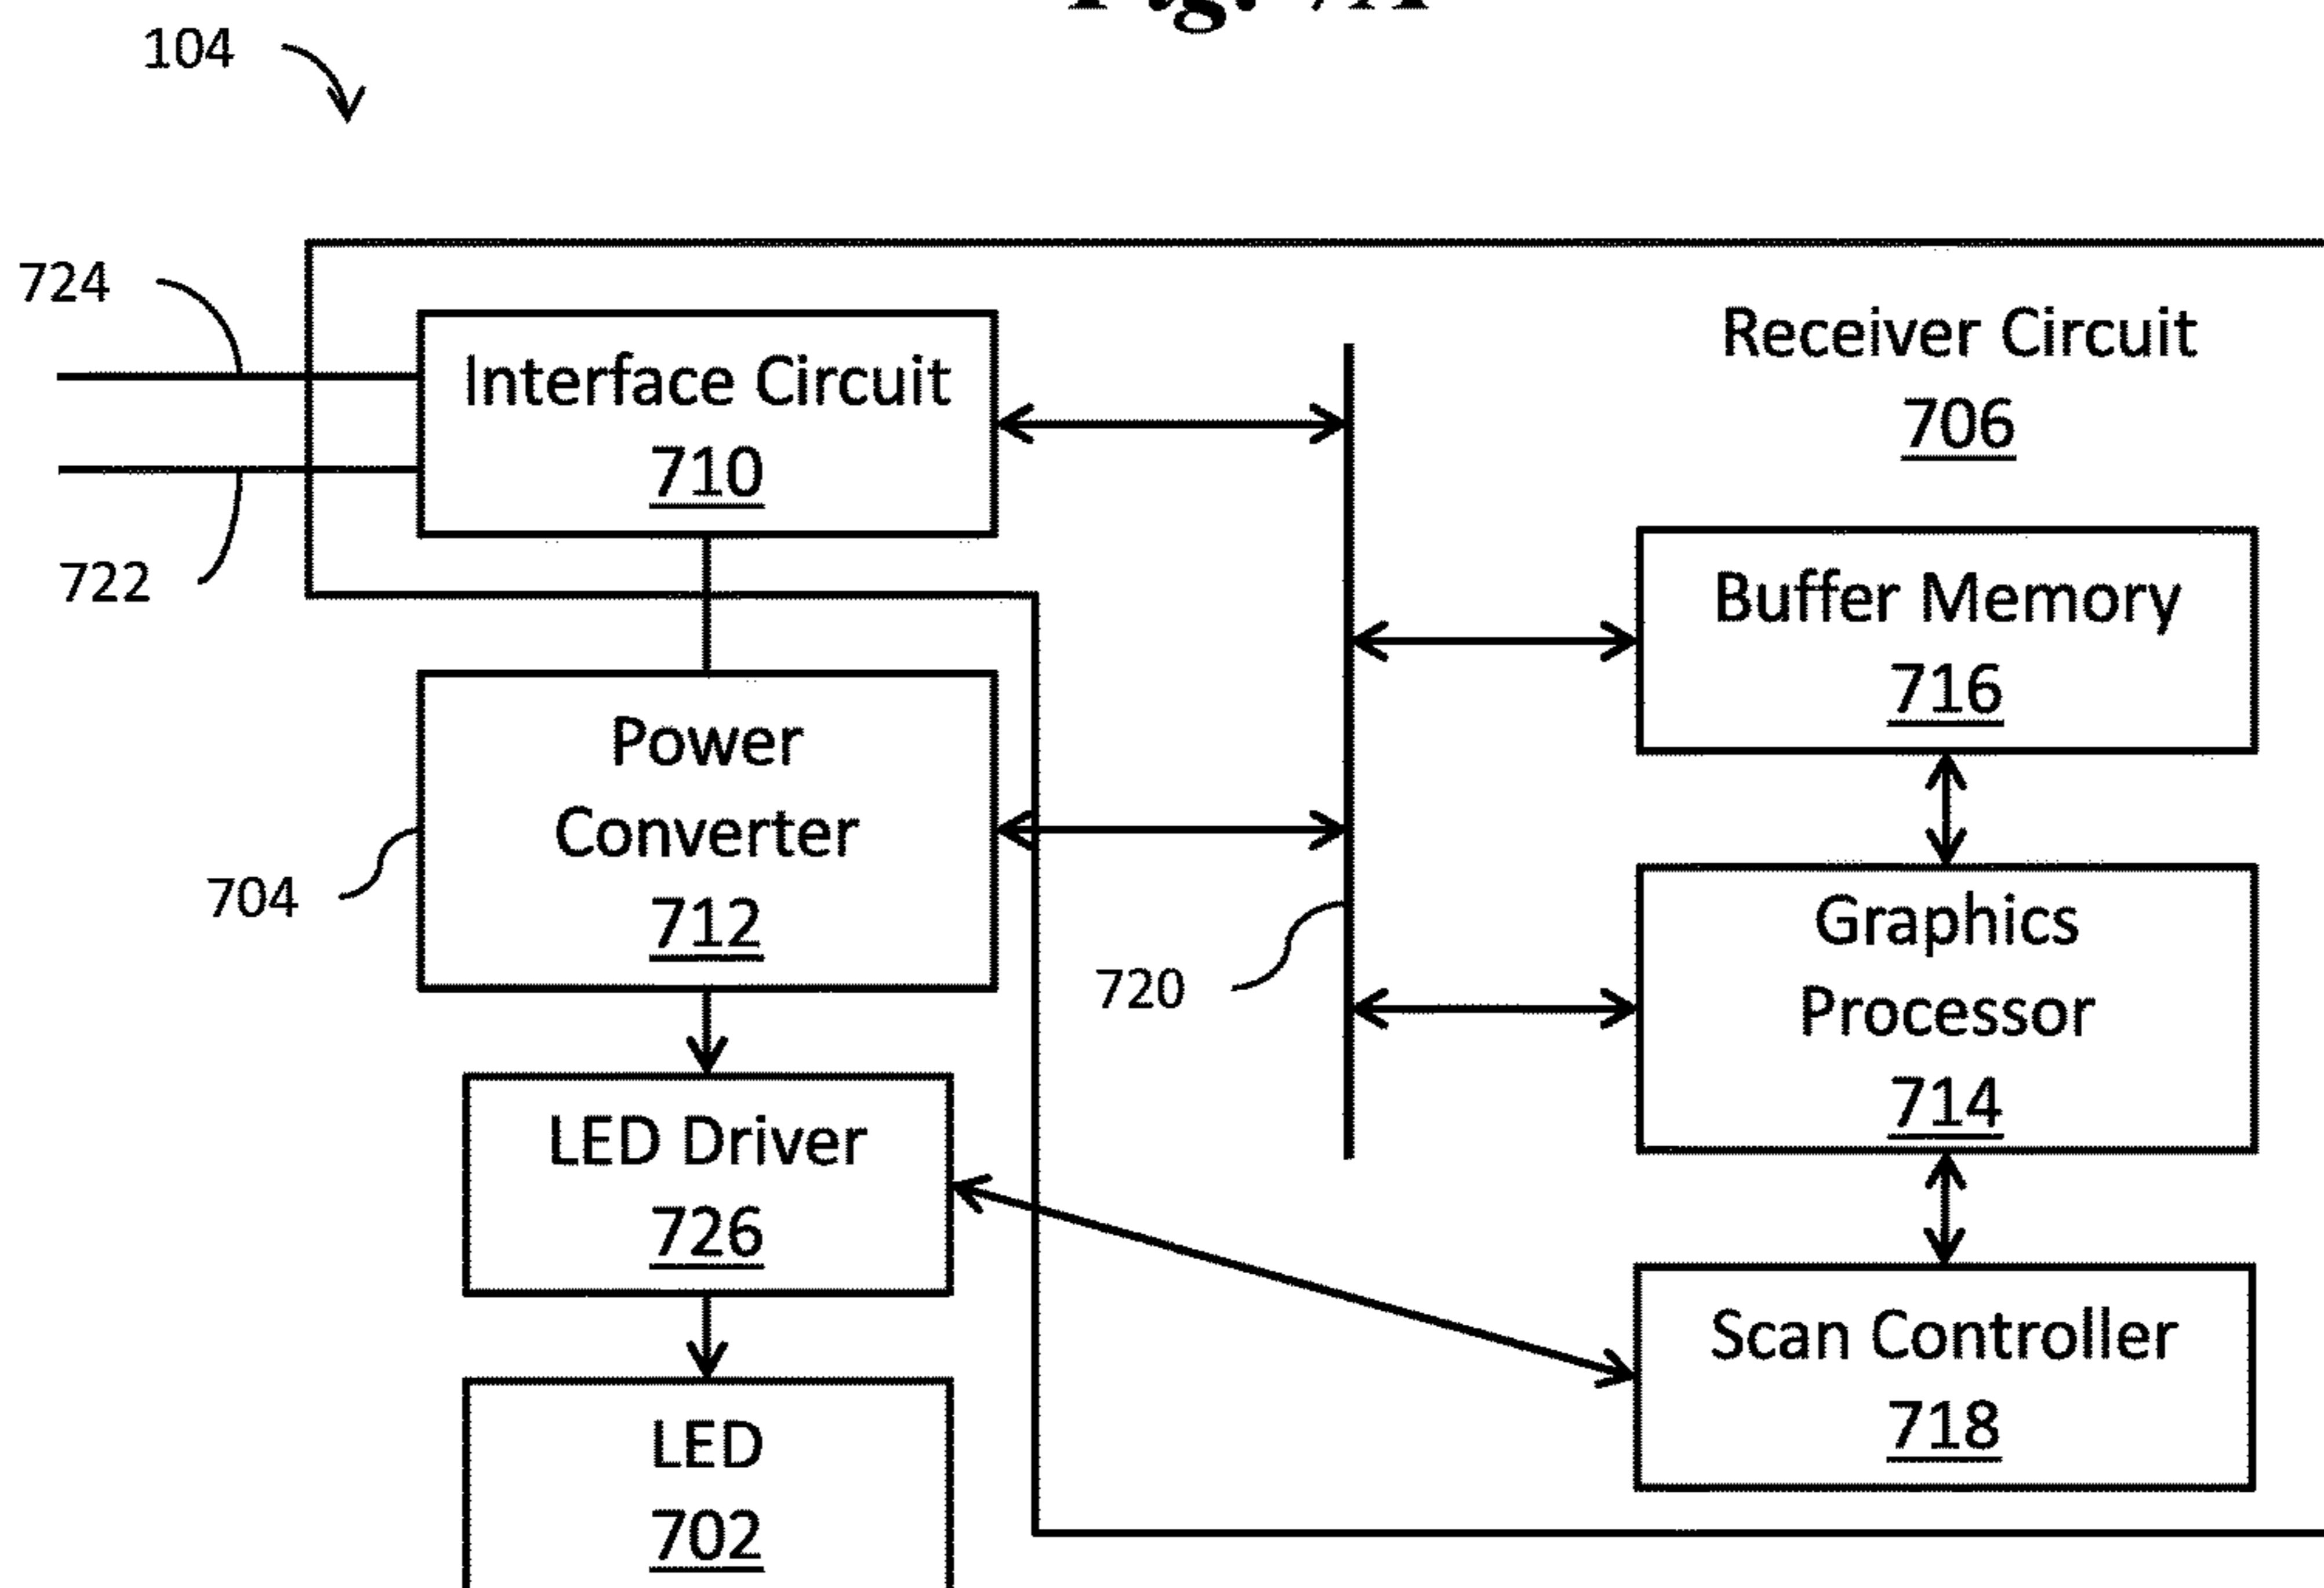 104
724
Interface Circuit
710
Receiver Circuit
706
722
Buffer Memory
716
Power
Converter
712
704
720
Graphics
Processor
714
LED Driver
726
Scan Controller
718
LED
702